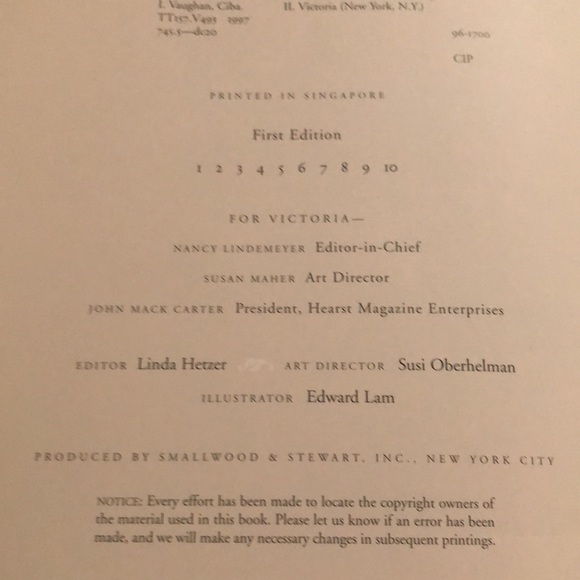 I. Vaughan, Ciba. II. Victoria (New York, N.Y.)
TT157.V493 1997
745.5—dc20 96-1700
CIP
PRINTED IN SINGAPORE
First Edition
1 2 3 4 5 6 7 8 9 10
FOR VICTORIA—
NANCY LINDEMEYER Editor-in-Chief
SUSAN MAHER Art Director
JOHN MACK CARTER President, Hearst Magazine Enterprises
EDITOR Linda Hetzer ART DIRECTOR Susi Oberhelman
ILLUSTRATOR Edward Lam
PRODUCED BY SMALLWOOD & STEWART, INC., NEW YORK CITY
NOTICE: Every effort has been made to locate the copyright owners of
the material used in this book. Please let us know if an error has been
made, and we will make any necessary changes in subsequent printings.